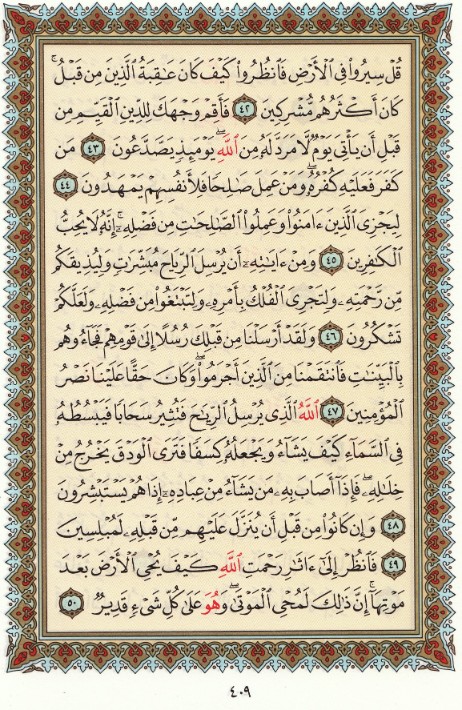 قُلْ سِيرُوا۟ فِى ٱلْأَرْضِ فَٱنظُرُوا۟ كَيْفَ كَانَ عَـٰقِبَةُ ٱلَّذِينَ مِن قَبْلُ ۚ
كَانَ أَكْثَرُهُم مُّشْرِكِينَ ٤٢ فَأَقِمْ وَجْهَكَ لِلدِّينِ ٱلْقَيِّمِ مِن
قَبْلِ أَن يَأْتِىَ يَوْمٌ لَّا مَرَدَّ لَهُۥ مِنَ ٱللَّهِ ۖ يَوْمَئِذٍ يَصَّدَّعُونَ ٤٣ مَن
كَفَرَ فَعَلَيْهِ كُفْرُهُۥ ۖ وَمَنْ عَمِلَ صَـٰلِحًا فَلِأَنفُسِهِمْ يَمْهَدُونَ ٤٤
لِيَجْزِىَ ٱلَّذِينَ ءَامَنُوا۟ وَعَمِلُوا۟ ٱلصَّـٰلِحَـٰتِ مِن فَضْلِهِۦٓ ۚ إِنَّهُۥ لَا يُحِبُّ
ٱلْكَـٰفِرِينَ ٤٥ وَمِنْ ءَايَـٰتِهِۦٓ أَن يُرْسِلَ ٱلرِّيَاحَ مُبَشِّرَٰتٍ وَلِيُذِيقَكُم
مِّن رَّحْمَتِهِۦ وَلِتَجْرِىَ ٱلْفُلْكُ بِأَمْرِهِۦ وَلِتَبْتَغُوا۟ مِن فَضْلِهِۦ وَلَعَلَّكُمْ
تَشْكُرُونَ ٤٦ وَلَقَدْ أَرْسَلْنَا مِن قَبْلِكَ رُسُلًا إِلَىٰ قَوْمِهِمْ فَجَآءُوهُم
بِٱلْبَيِّنَـٰتِ فَٱنتَقَمْنَا مِنَ ٱلَّذِينَ أَجْرَمُوا۟ ۖ وَكَانَ حَقًّا عَلَيْنَا نَصْرُ
ٱلْمُؤْمِنِينَ ٤٧ ٱللَّهُ ٱلَّذِى يُرْسِلُ ٱلرِّيَـٰحَ فَتُثِيرُ سَحَابًا فَيَبْسُطُهُۥ
فِى ٱلسَّمَآءِ كَيْفَ يَشَآءُ وَيَجْعَلُهُۥ كِسَفًا فَتَرَى ٱلْوَدْقَ يَخْرُجُ مِنْ
خِلَـٰلِهِۦ ۖ فَإِذَآ أَصَابَ بِهِۦ مَن يَشَآءُ مِنْ عِبَادِهِۦٓ إِذَا هُمْ يَسْتَبْشِرُونَ
٤٨ وَإِن كَانُوا۟ مِن قَبْلِ أَن يُنَزَّلَ عَلَيْهِم مِّن قَبْلِهِۦ لَمُبْلِسِينَ
٤٩ فَٱنظُرْ إِلَىٰٓ ءَاثَـٰرِ رَحْمَتِ ٱللَّهِ كَيْفَ يُحْىِ ٱلْأَرْضَ بَعْدَ
مَوْتِهَآ ۚ إِنَّ ذَٰلِكَ لَمُحْىِ ٱلْمَوْتَىٰ ۖ وَهُوَ عَلَىٰ كُلِّ شَىْءٍ قَدِيرٌ ٥٠
٤٠٩